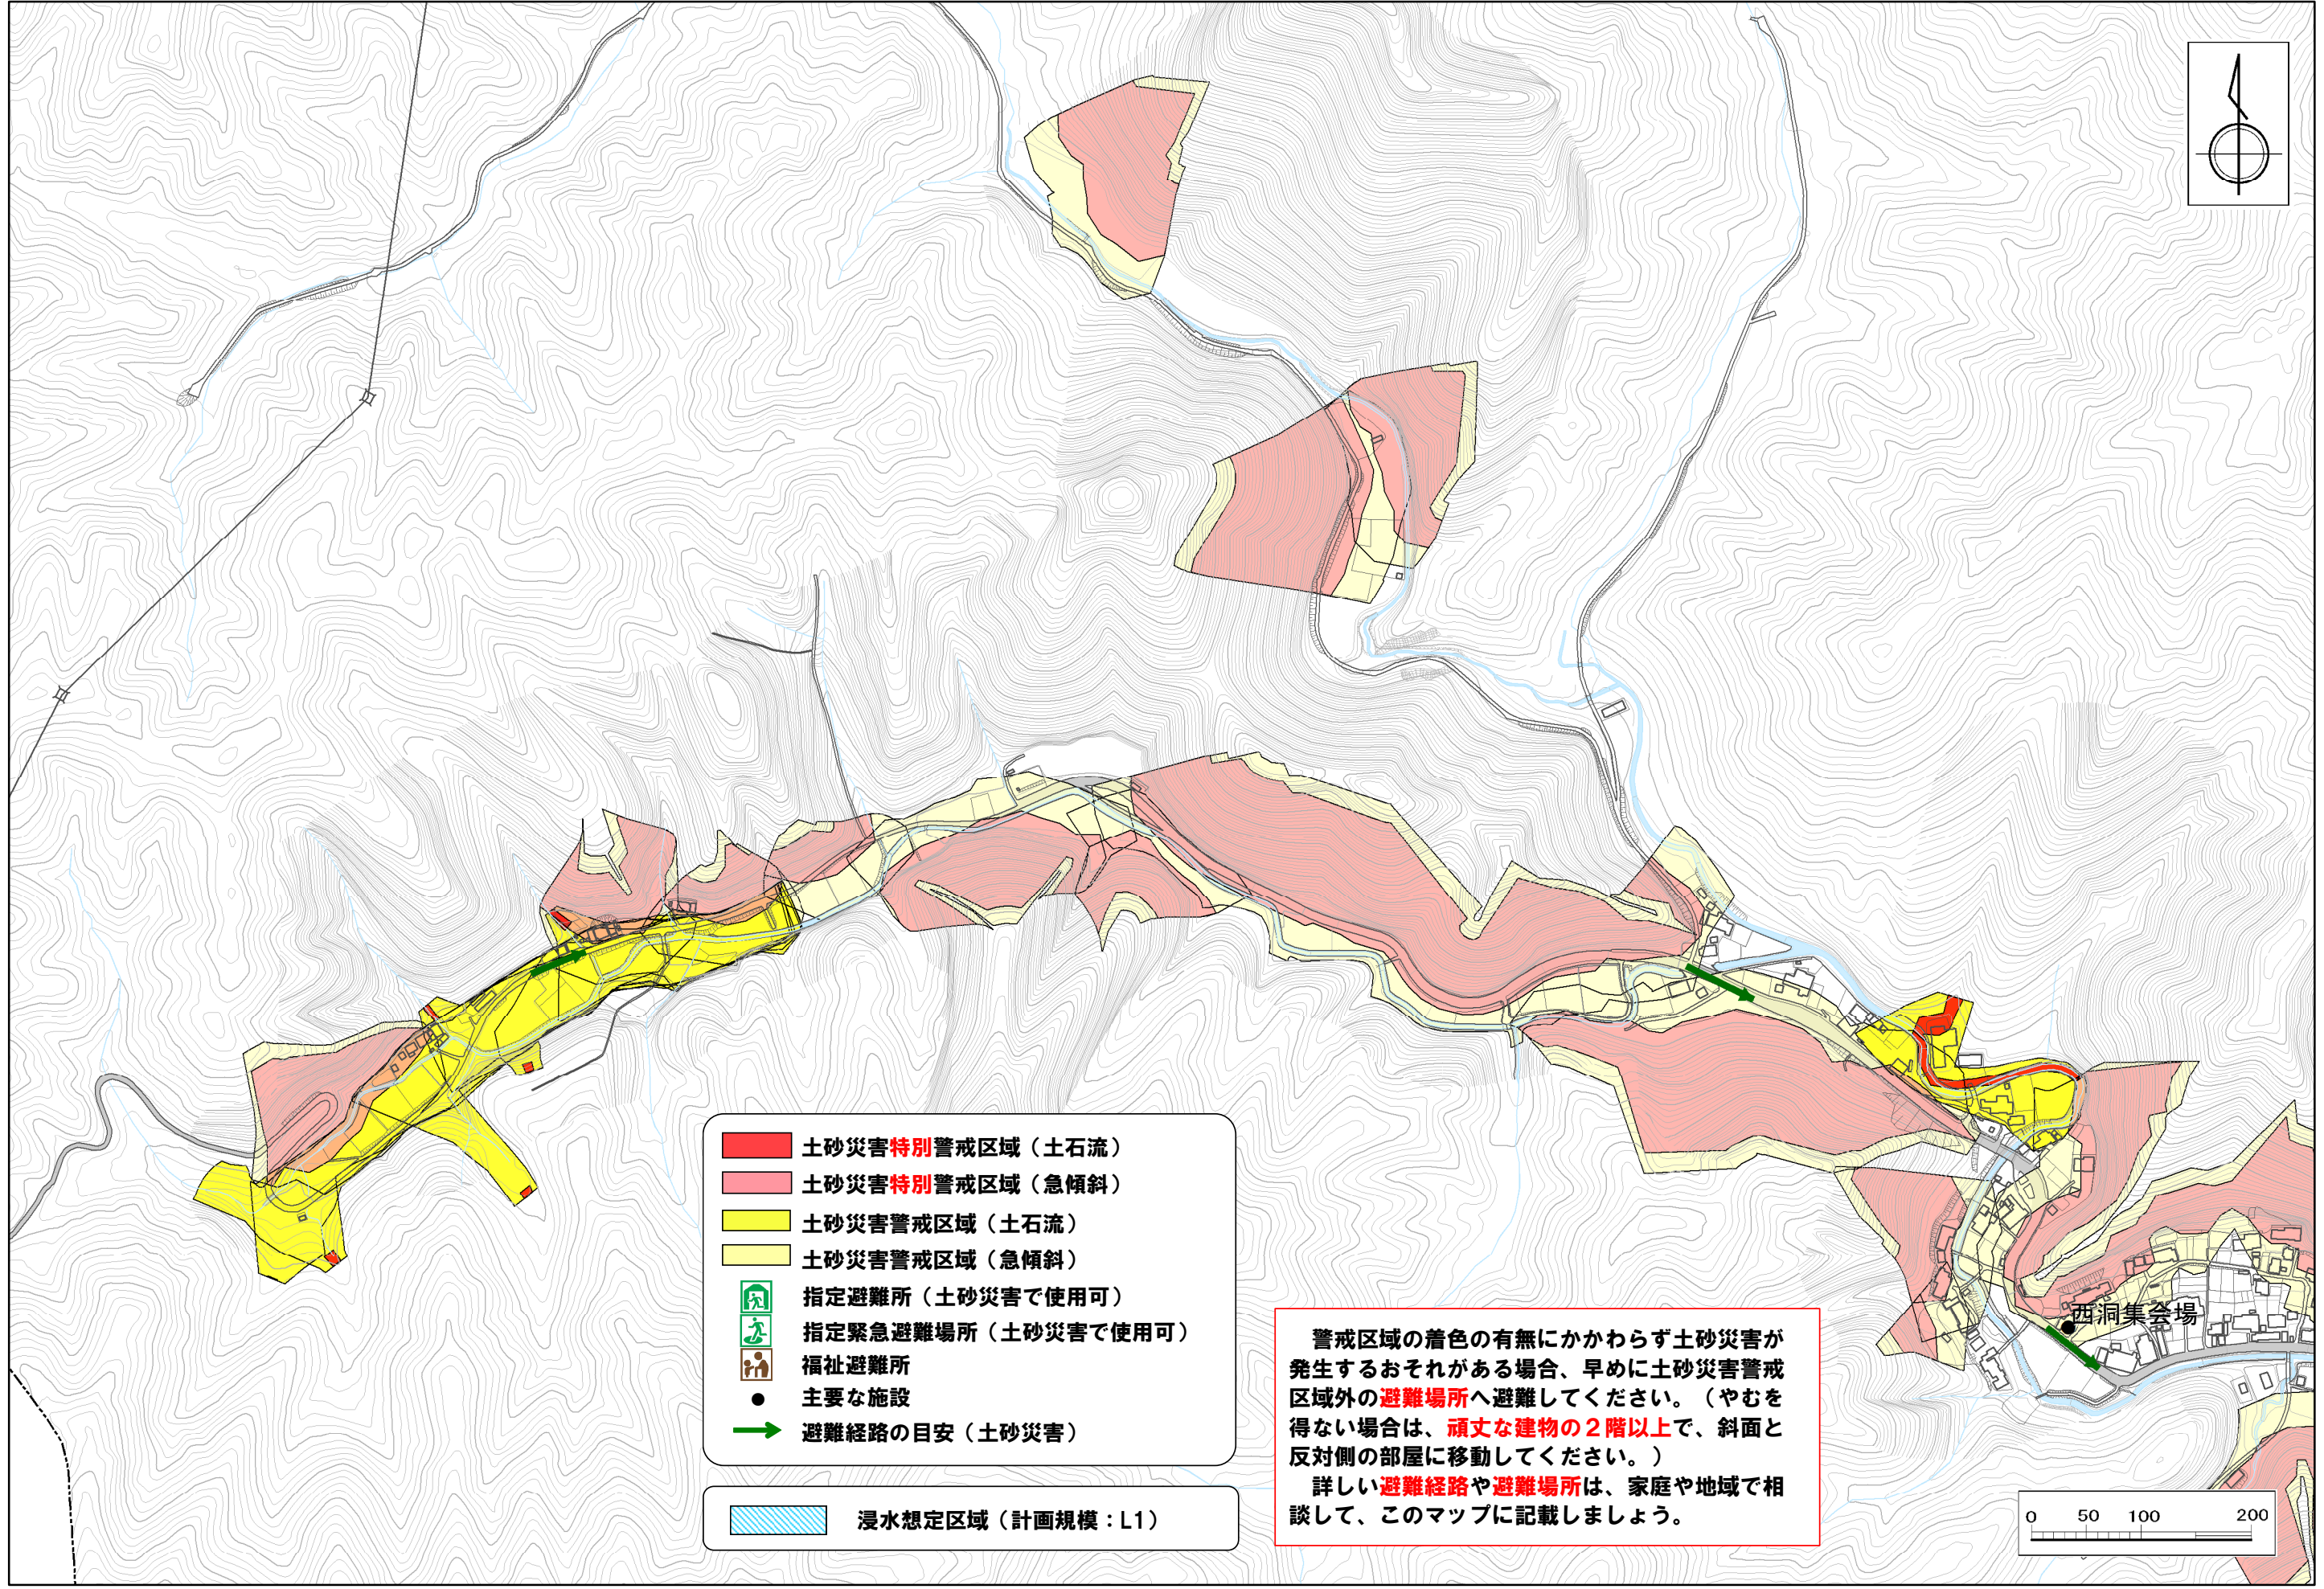 西洞集会場
土砂災害特別警戒区域（土石流）
土砂災害特別警戒区域（急傾斜）
土砂災害警戒区域（土石流）
土砂災害警戒区域（急傾斜）
指定避難所（土砂災害で使用可）
指定緊急避難場所（土砂災害で使用可）
福祉避難所
主要な施設
避難経路の目安（土砂災害）
浸水想定区域（計画規模：L1）
警戒区域の着色の有無にかかわらず土砂災害が
発生するおそれがある場合、早めに土砂災害警戒
区域外の避難場所へ避難してください。（やむを
得ない場合は、頑丈な建物の２階以上で、斜面と
反対側の部屋に移動してください。）
詳しい避難経路や避難場所は、家庭や地域で相
談して、このマップに記載しましょう。
0 50 100 200